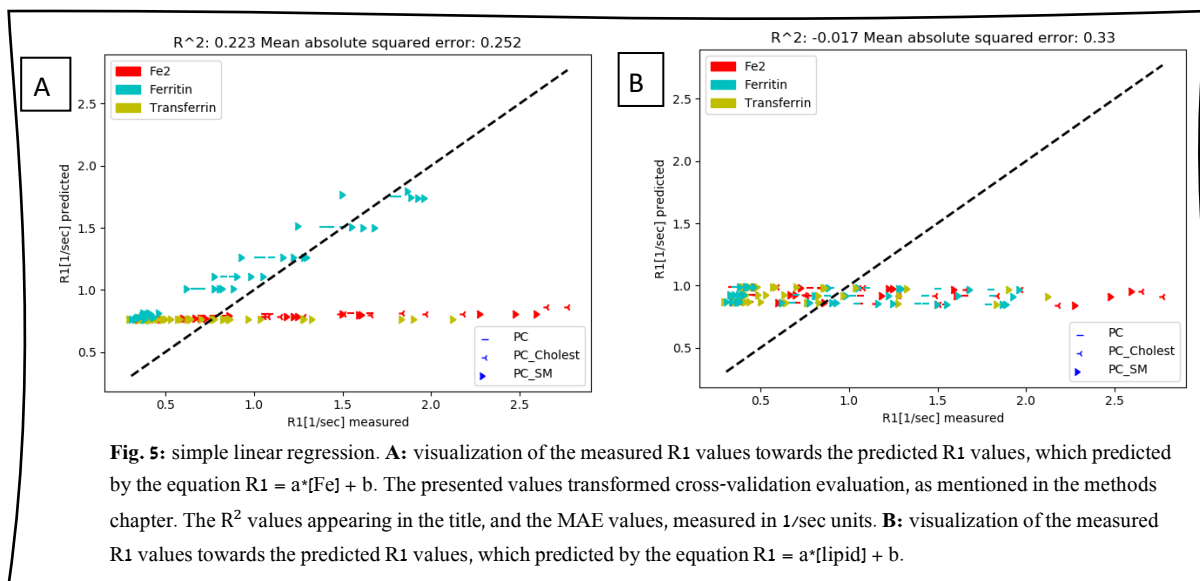 A
R^2: 0.223 Mean absolute squared error: 0.252
Fe2
Ferritin
Transferrin
2.5
2.0
1.5
1.0
0.5
R1[1/sec] predicted
PC
PC_Cholest
PC_SM
0.5 1.0 1.5 2.0 2.5
R1[1/sec] measured
B
R^2: -0.017 Mean absolute squared error: 0.33
Fe2
Ferritin
Transferrin
2.5
2.0
1.5
1.0
0.5
R1[1/sec] predicted
PC
PC_Cholest
PC_SM
0.5 1.0 1.5 2.0 2.5
R1[1/sec] measured
Fig. 5: simple linear regression. A: visualization of the measured R1 values towards the predicted R1 values, which predicted
by the equation R1 = a*[Fe] + b. The presented values transformed cross-validation evaluation, as mentioned in the methods
chapter. The R² values appearing in the title, and the MAE values, measured in 1/sec units. B: visualization of the measured
R1 values towards the predicted R1 values, which predicted by the equation R1 = a*[lipid] + b.